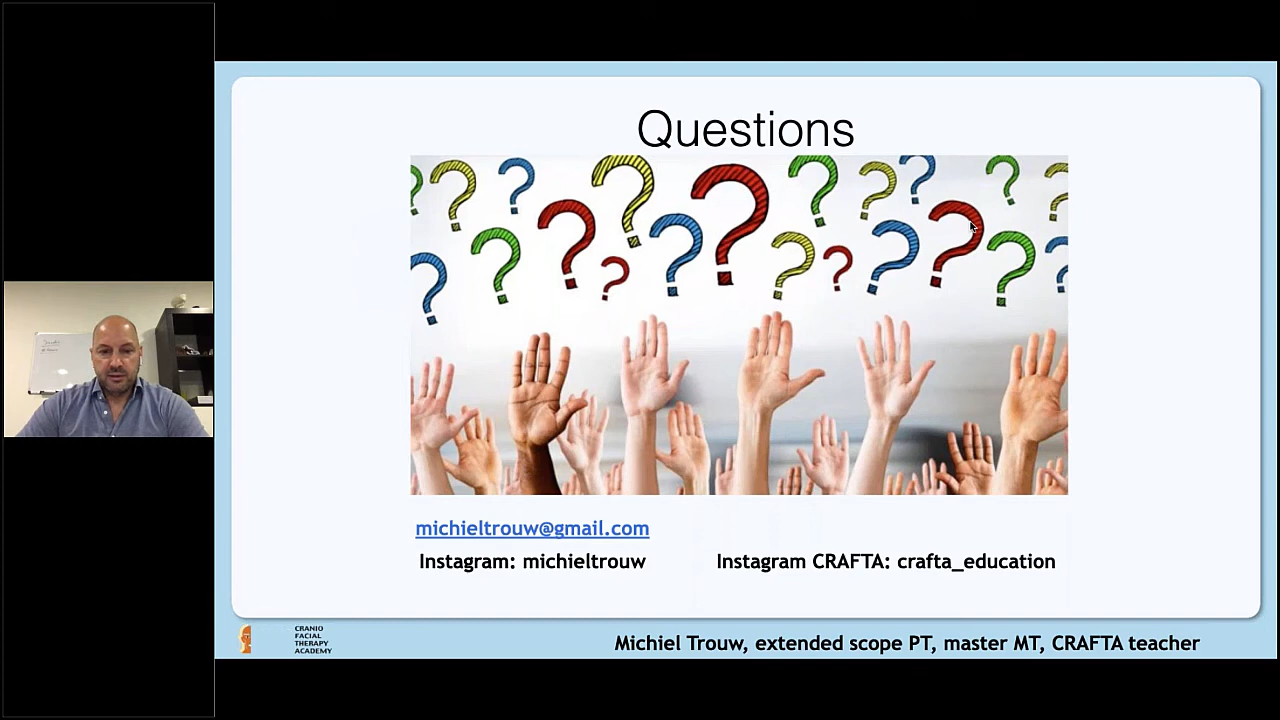 Questions
michieltrouw@gmail.com
Instagram: michieltrouw
Instagram CRAFTA: crafta_education
CRANIO
FACIAL
THERAPY
ACADEMY
Michiel Trouw, extended scope PT, master MT, CRAFTA teacher